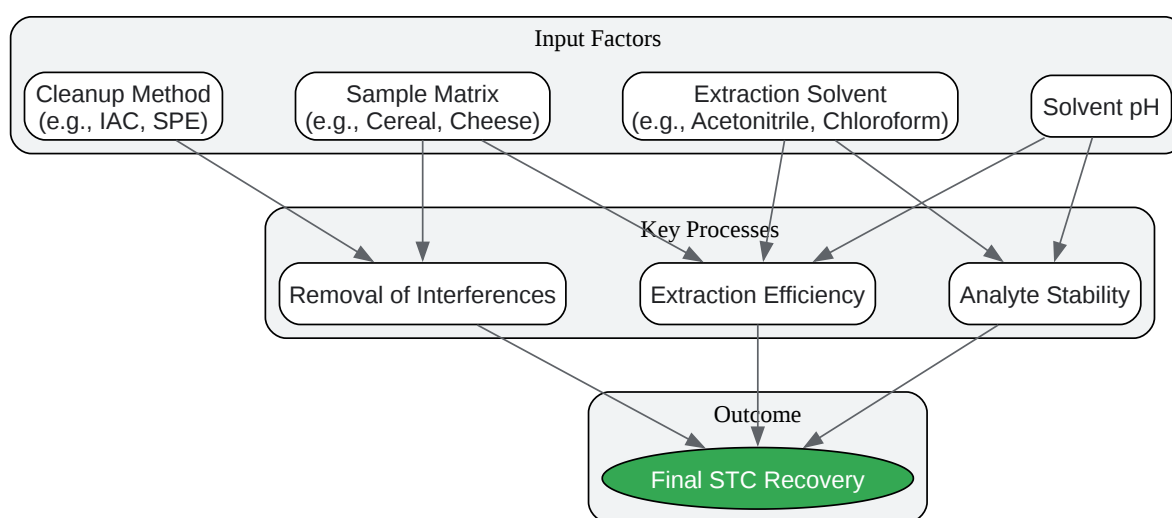 Input Factors
Cleanup Method
(e.g., IAC, SPE)
Sample Matrix
(e.g., Cereal, Cheese)
Extraction Solvent
(e.g., Acetonitrile, Chloroform)
Solvent pH
Key Processes
Removal of Interferences
Extraction Efficiency
Analyte Stability
Outcome
Final STC Recovery